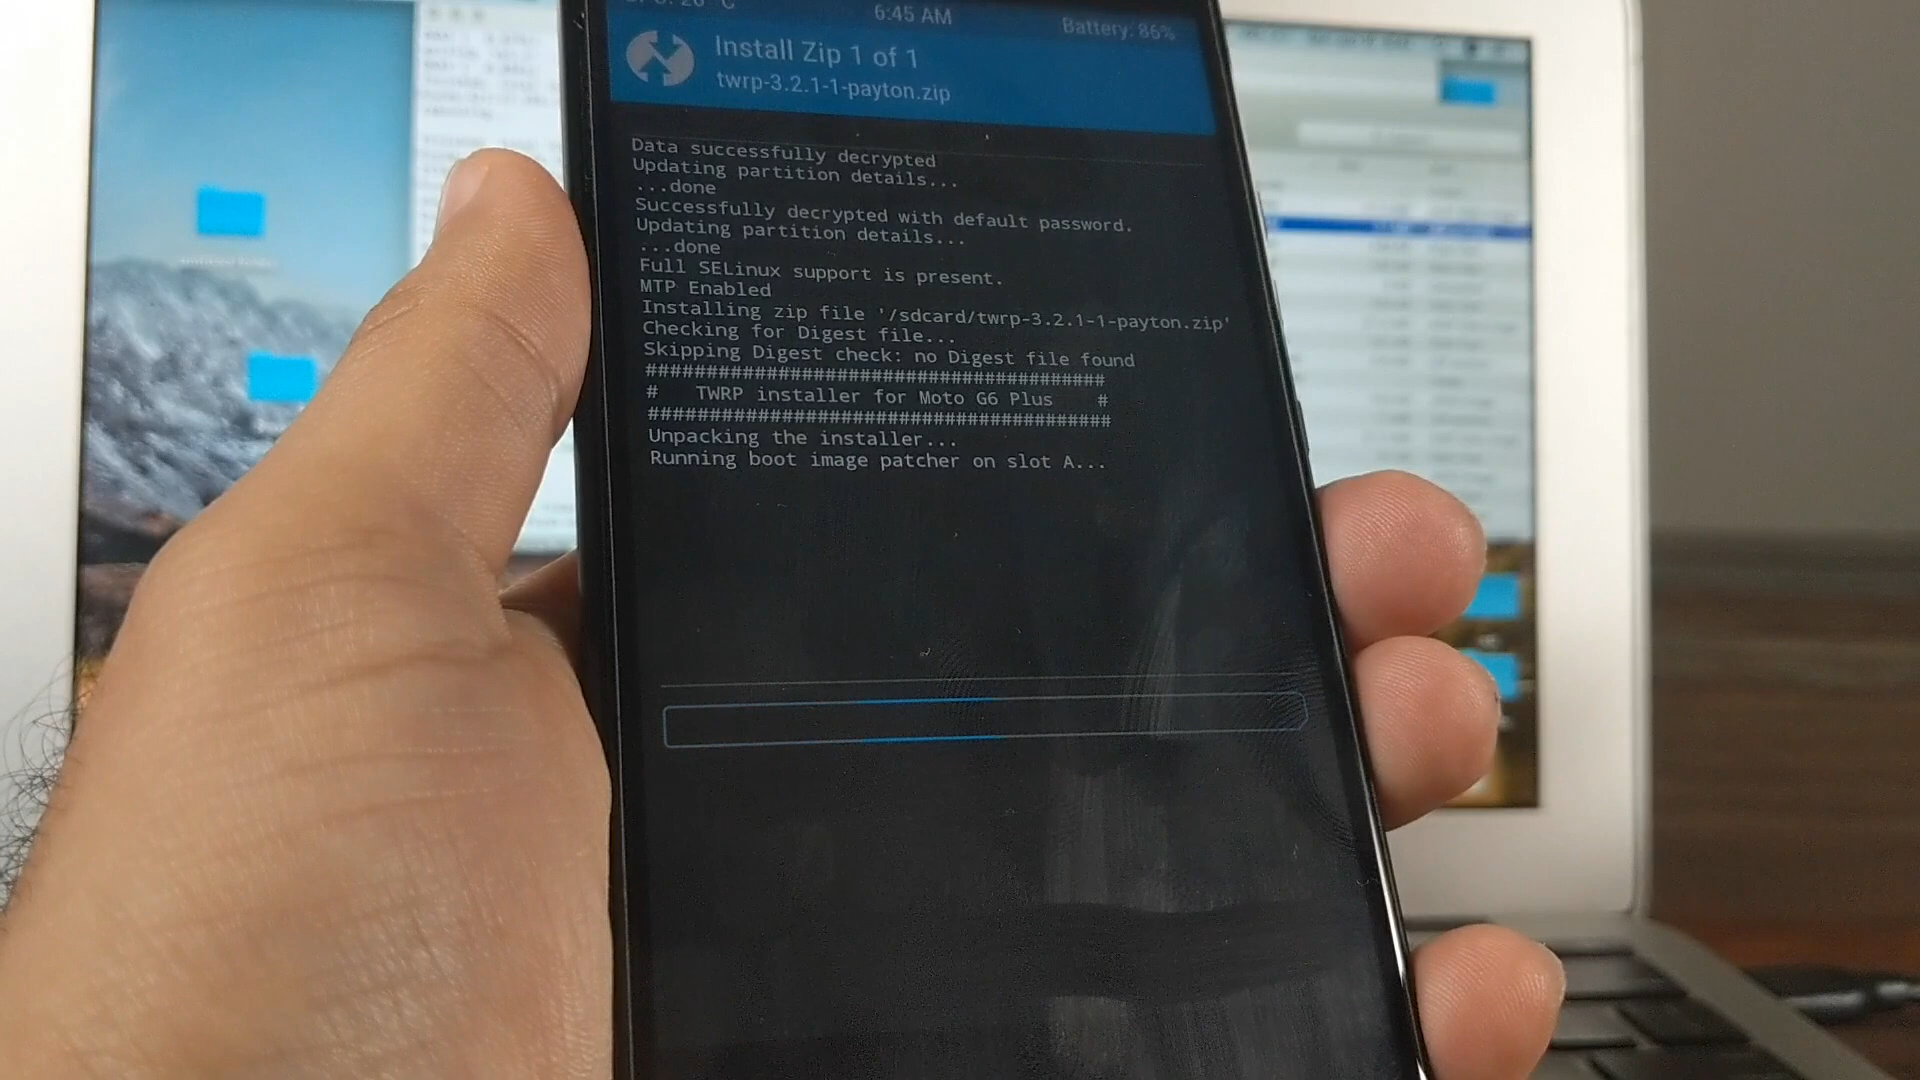 6:45 AM
Battery: 86%
Install Zip 1 of 1
twrp-3.2.1-1-payton.zip
Data successfully decrypted
Updating partition details...
...done
Successfully decrypted with default password.
Updating partition details...
...done
Full SELinux support is present.
MTP Enabled
Installing zip file '/sdcard/twrp-3.2.1-1-payton.zip'
Checking for Digest file...
Skipping Digest check: no Digest file found
#######################################
# TWRP installer for Moto G6 Plus #
#######################################
Unpacking the installer...
Running boot image patcher on slot A...